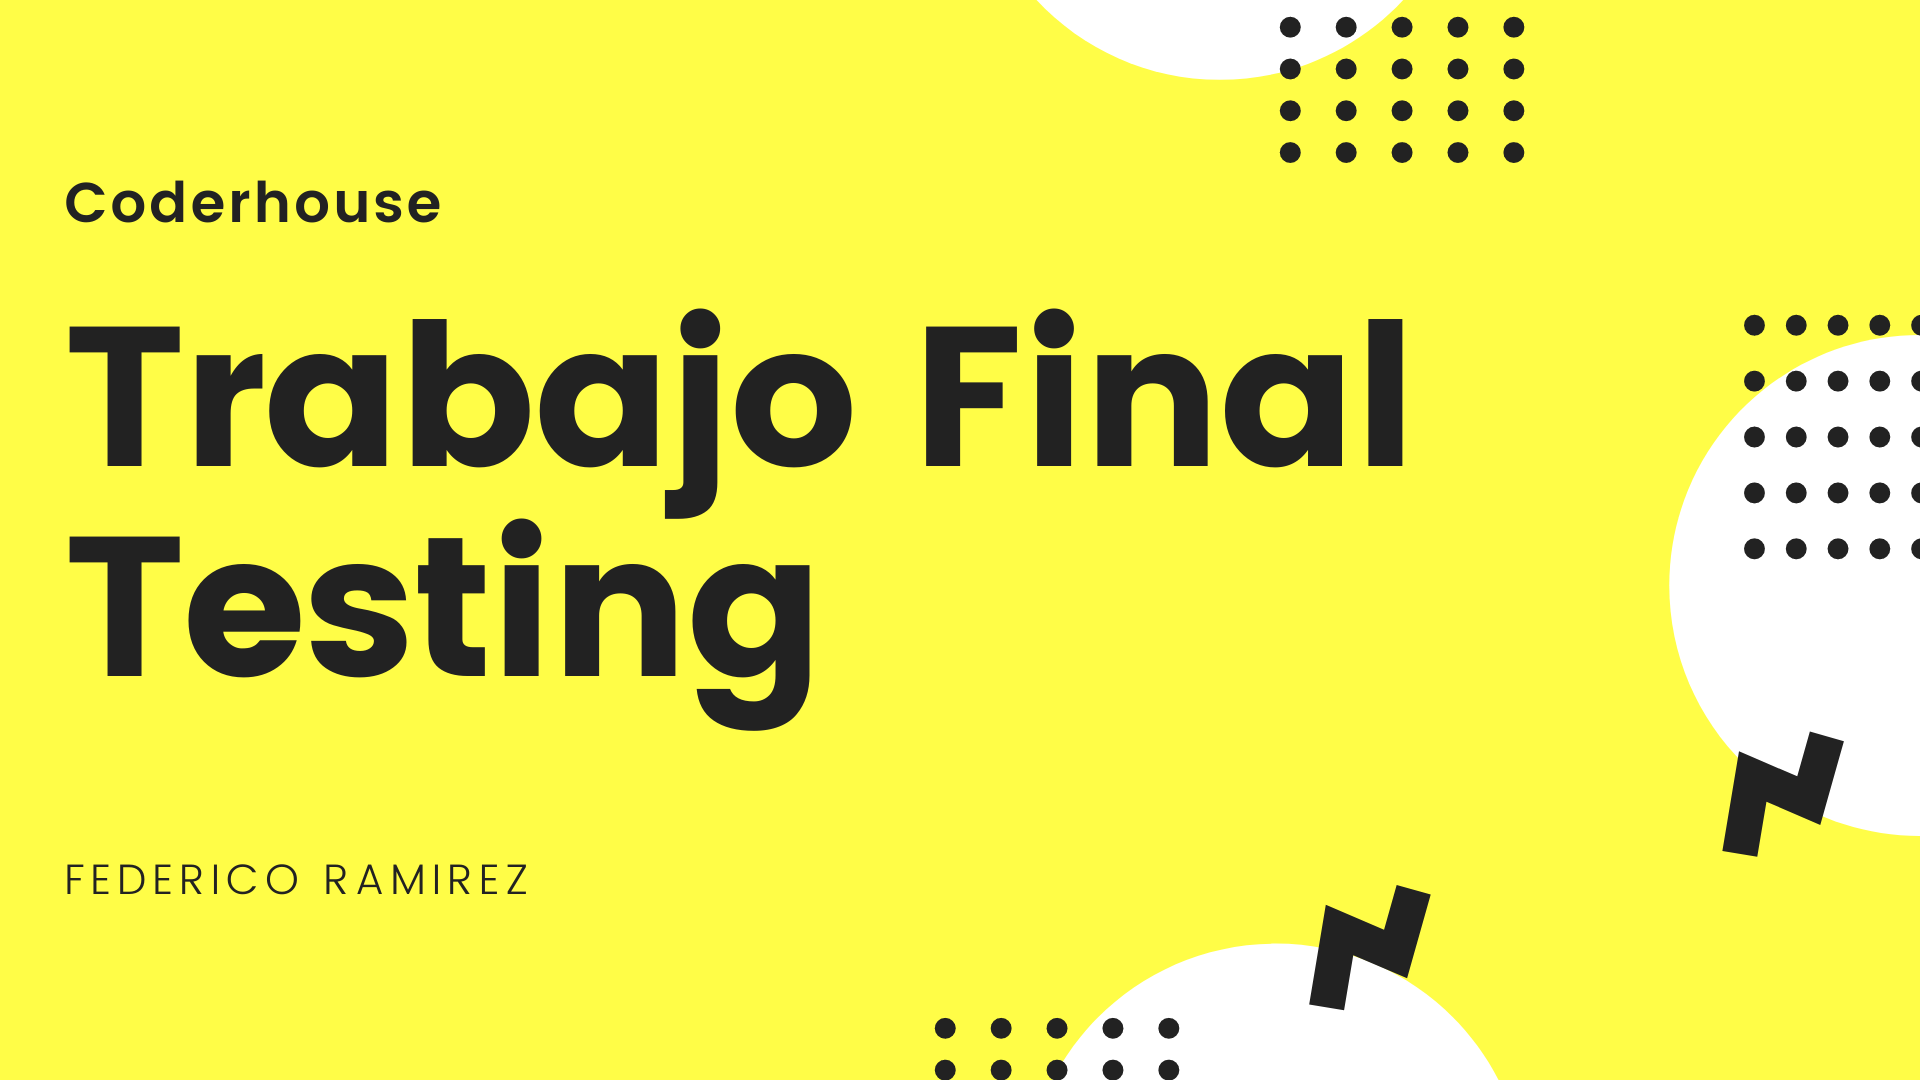 Coderhouse
Trabajo Final
Testing
FEDERICO RAMIREZ